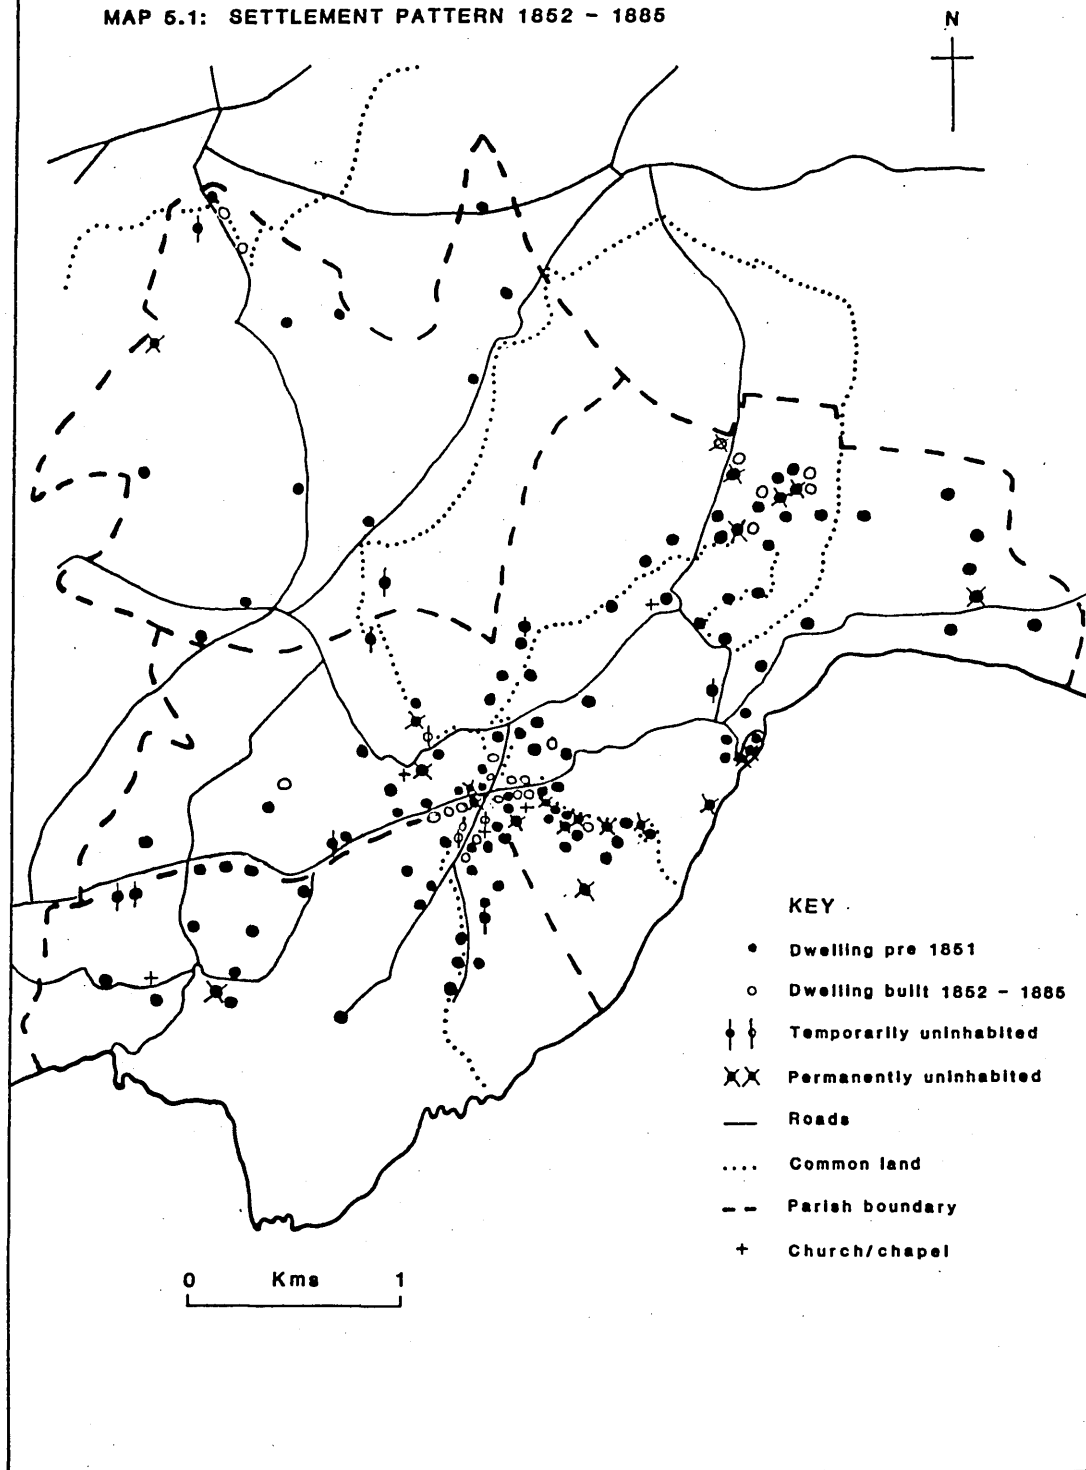 MAP 5.1: SETTLEMENT PATTERN 1852 - 1885
N
KEY
Dwelling pre 1851
Dwelling built 1852 - 1885
Temporarily uninhabited
Permanently uninhabited
Roads
Common land
Parish boundary
Church/chapel
0 Kms 1